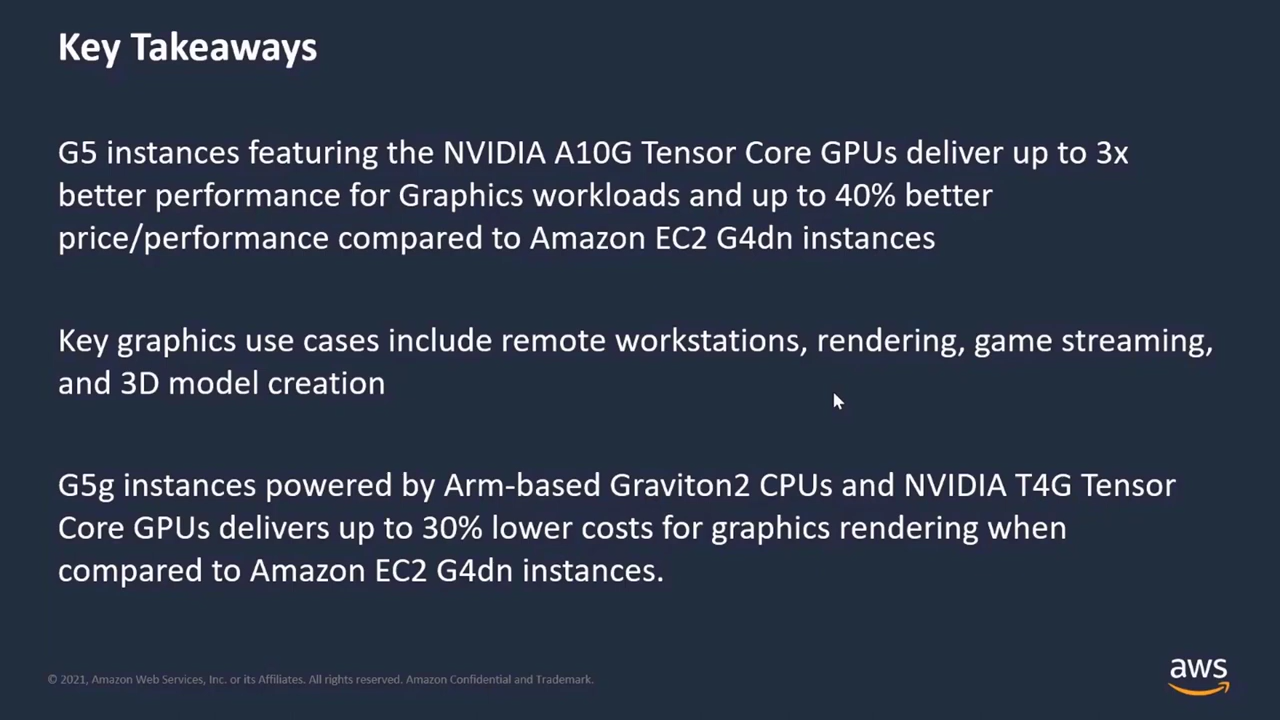 Key Takeaways
G5 instances featuring the NVIDIA A10G Tensor Core GPUs deliver up to 3x
better performance for Graphics workloads and up to 40% better
price/performance compared to Amazon EC2 G4dn instances
Key graphics use cases include remote workstations, rendering, game streaming,
and 3D model creation
G5g instances powered by Arm-based Graviton2 CPUs and NVIDIA T4G Tensor
Core GPUs delivers up to 30% lower costs for graphics rendering when
compared to Amazon EC2 G4dn instances.
© 2021, Amazon Web Services, Inc. or its Affiliates. All rights reserved. Amazon Confidential and Trademark.
aws